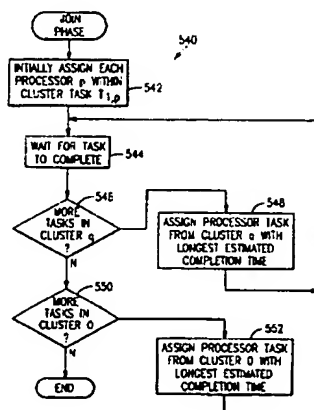 JOIN
PHASE
540
INTIALLY ASSIGN EACH
PROCESSOR p WITHIN
CLUSTER TASK T1,p
542
WAIT FOR TASK
TO COMPLETE
544
546
MORE
TASKS IN
CLUSTER q
?
N
548
ASSIGN PROCESSOR TASK
FROM CLUSTER q WITH
LONGEST ESTIMATED
COMPLETION TIME
550
MORE
TASKS IN
CLUSTER 0
?
N
552
ASSIGN PROCESSOR TASK
FROM CLUSTER 0 WITH
LONGEST ESTIMATED
COMPLETION TIME
END